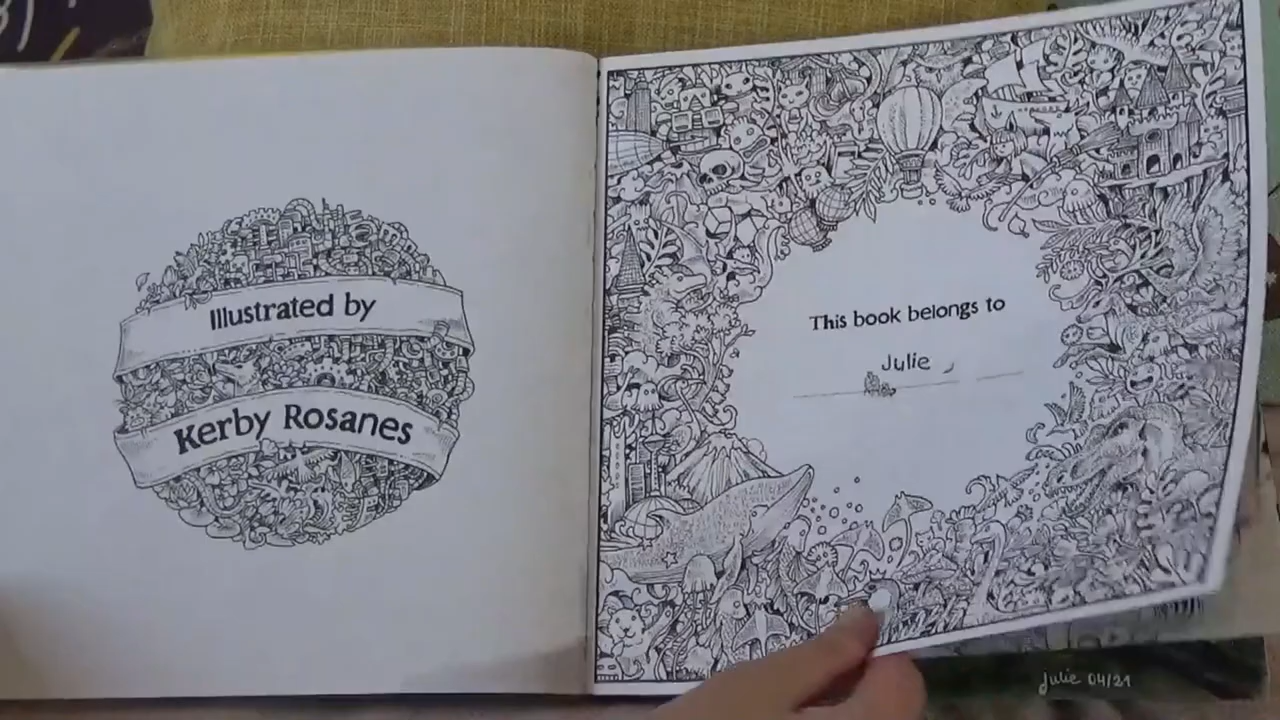 Illustrated by
Kerby Rosanes
This book belongs to
Julie
Julie 04/21